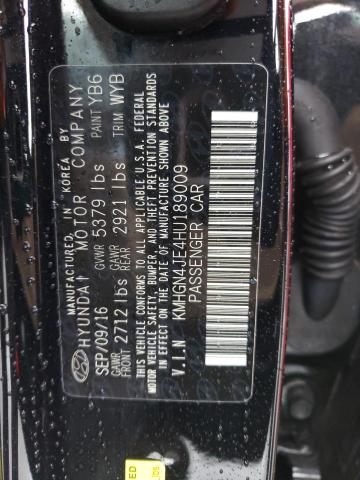 MANUFACTURED IN KOREA BY
HYUNDAI MOTOR COMPANY
SEP/09/16 GVWR 5379 lbs PAINT YB6
GAWR FRONT 2712 lbs GAWR REAR 2921 lbs TRIM WYB
THIS VEHICLE CONFORMS TO ALL APPLICABLE U.S.A. FEDERAL
MOTOR VEHICLE SAFETY, BUMPER, AND THEFT PREVENTION STANDARDS
IN EFFECT ON THE DATE OF MANUFACTURE SHOWN ABOVE.
V.I.N KMHGN4JE4HU189009
PASSENGER CAR